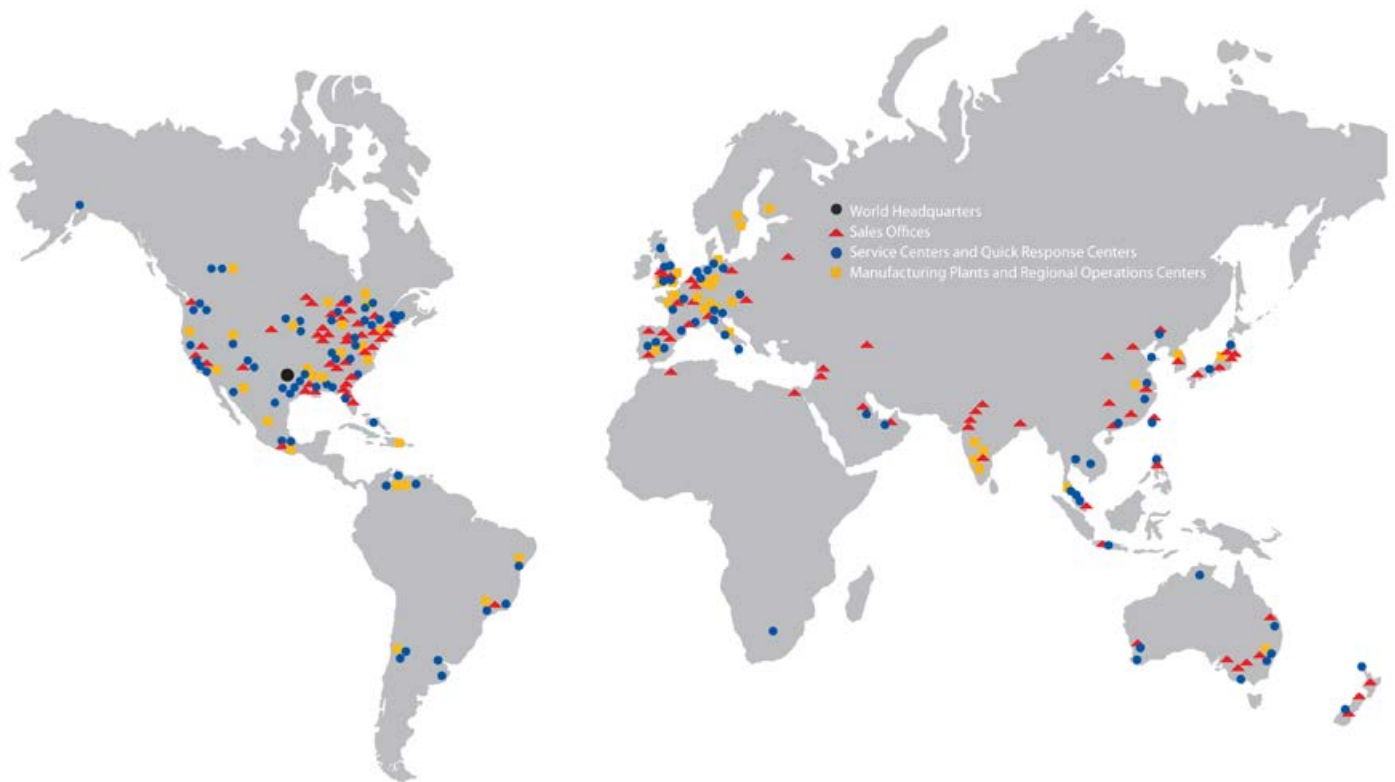 World Headquarters
Sales Offices
Service Centers and Quick Response Centers
Manufacturing Plants and Regional Operations Centers